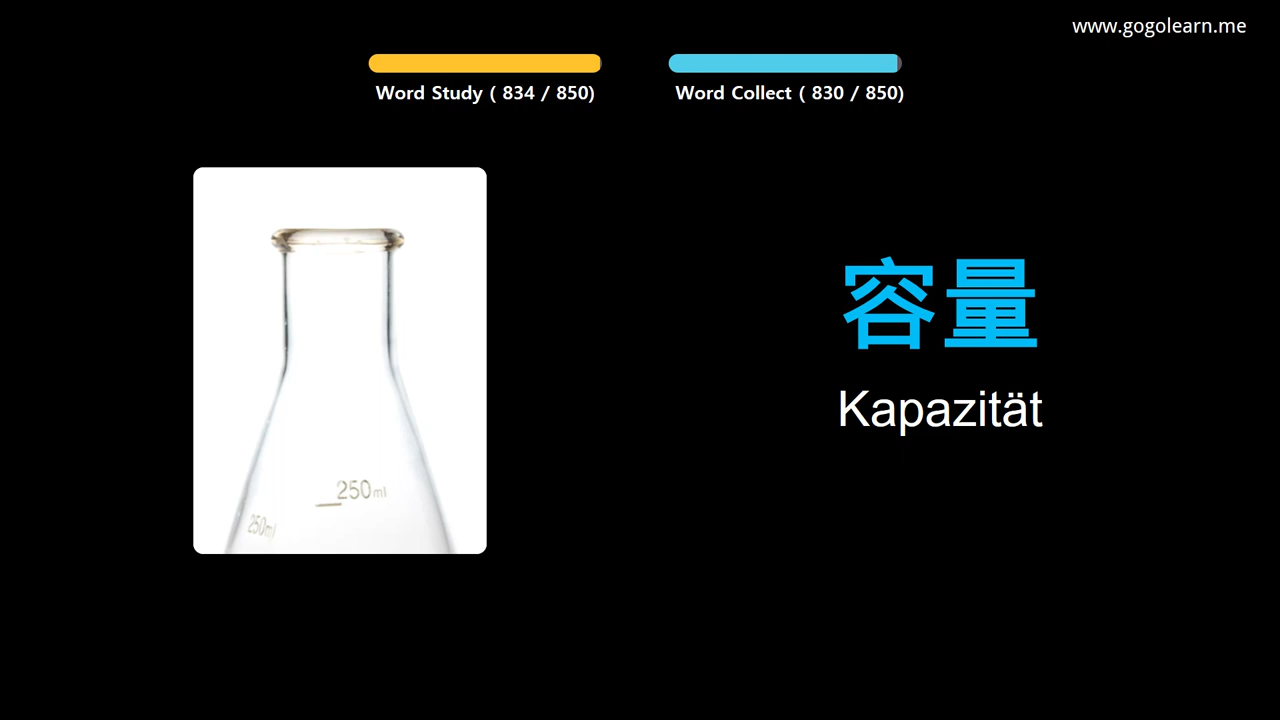 www.gogolearn.me
Word Study ( 834 / 850)
Word Collect ( 830 / 850)
容量
Kapazität
250ml
250ml